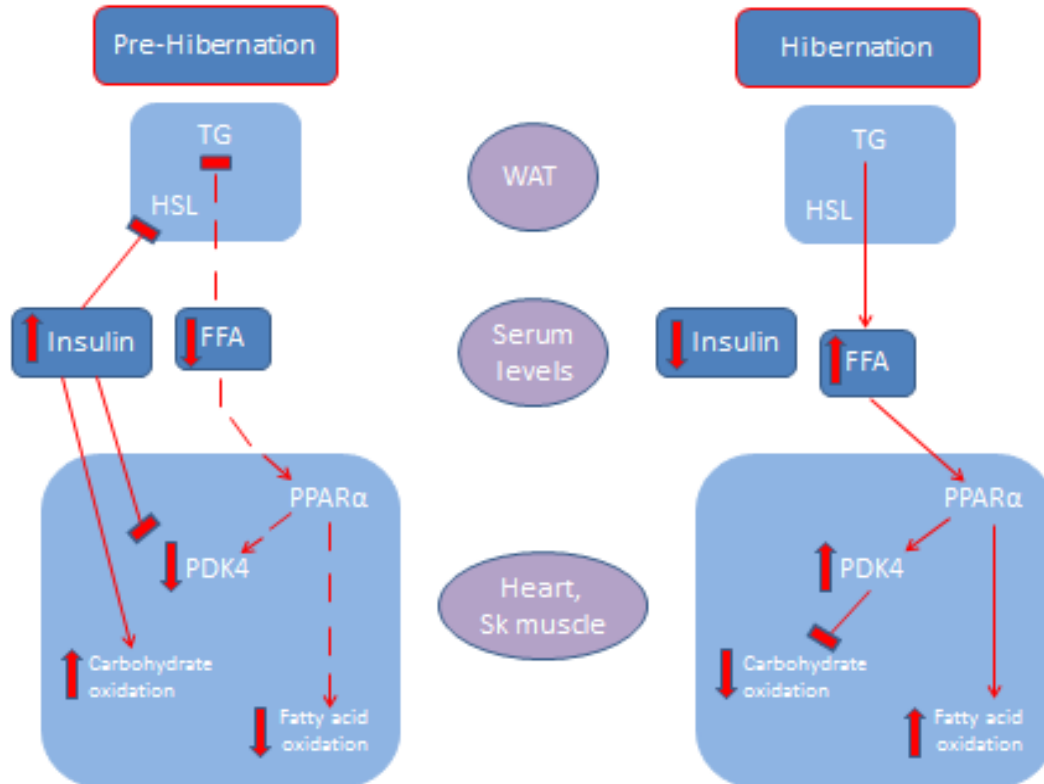 Pre-Hibernation
Hibernation
TG
HSL
WAT
TG
HSL
Insulin
FFA
Serum
levels
Insulin
FFA
PPARα
PDK4
Carbohydrate
oxidation
Fatty acid
oxidation
Heart,
Sk muscle
PPARα
PDK4
Carbohydrate
oxidation
Fatty acid
oxidation